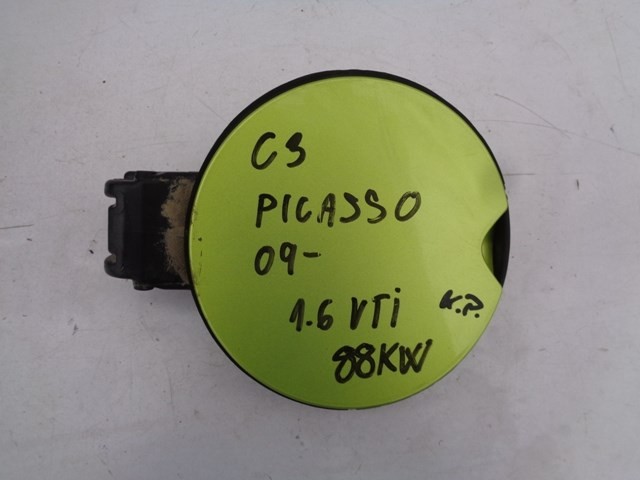 C3
PICASSO
09-
1.6 VTi
K.P.
88KW